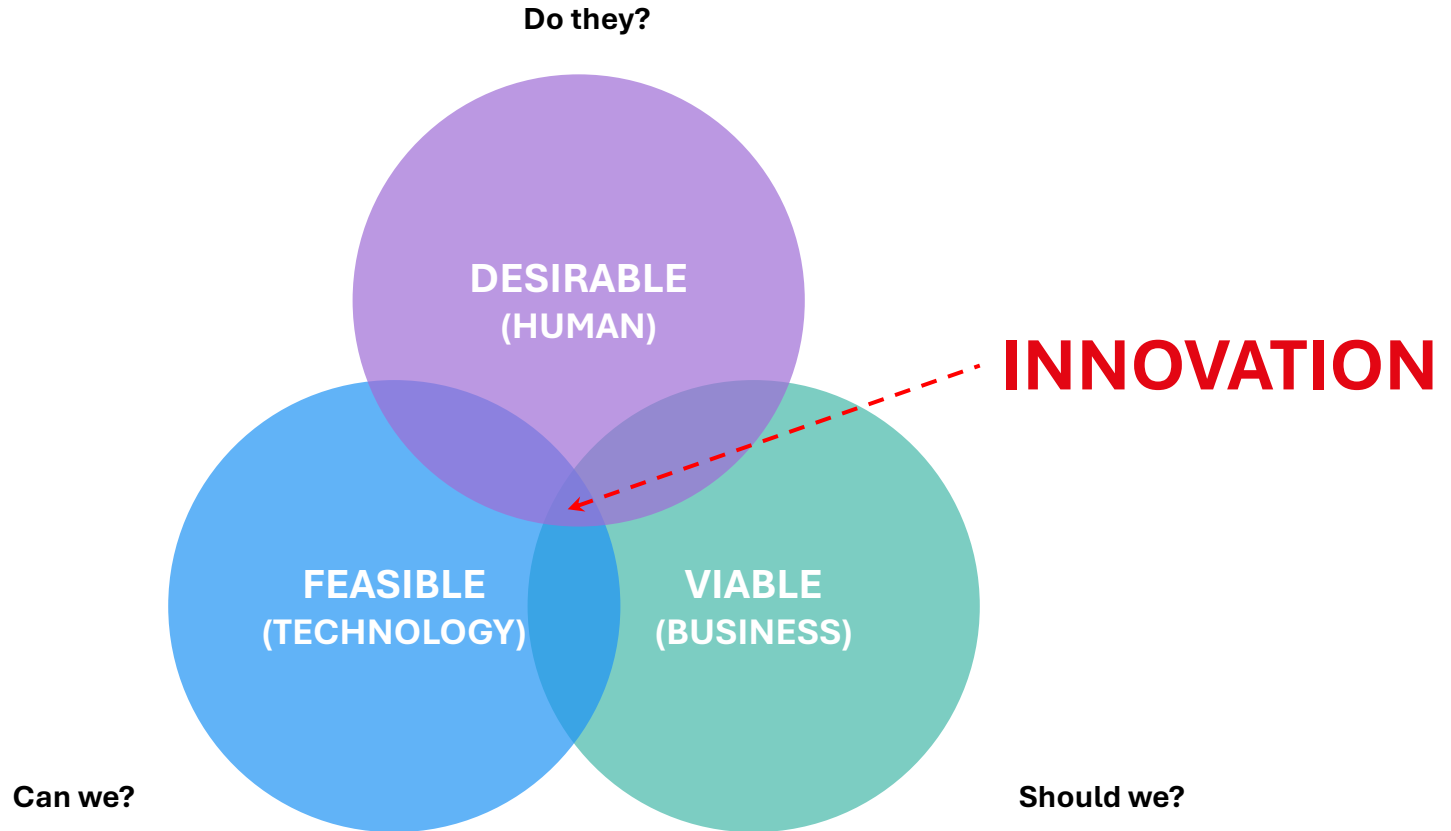 Do they?
DESIRABLE
(HUMAN)
INNOVATION
FEASIBLE
(TECHNOLOGY)
VIABLE
(BUSINESS)
Can we?
Should we?